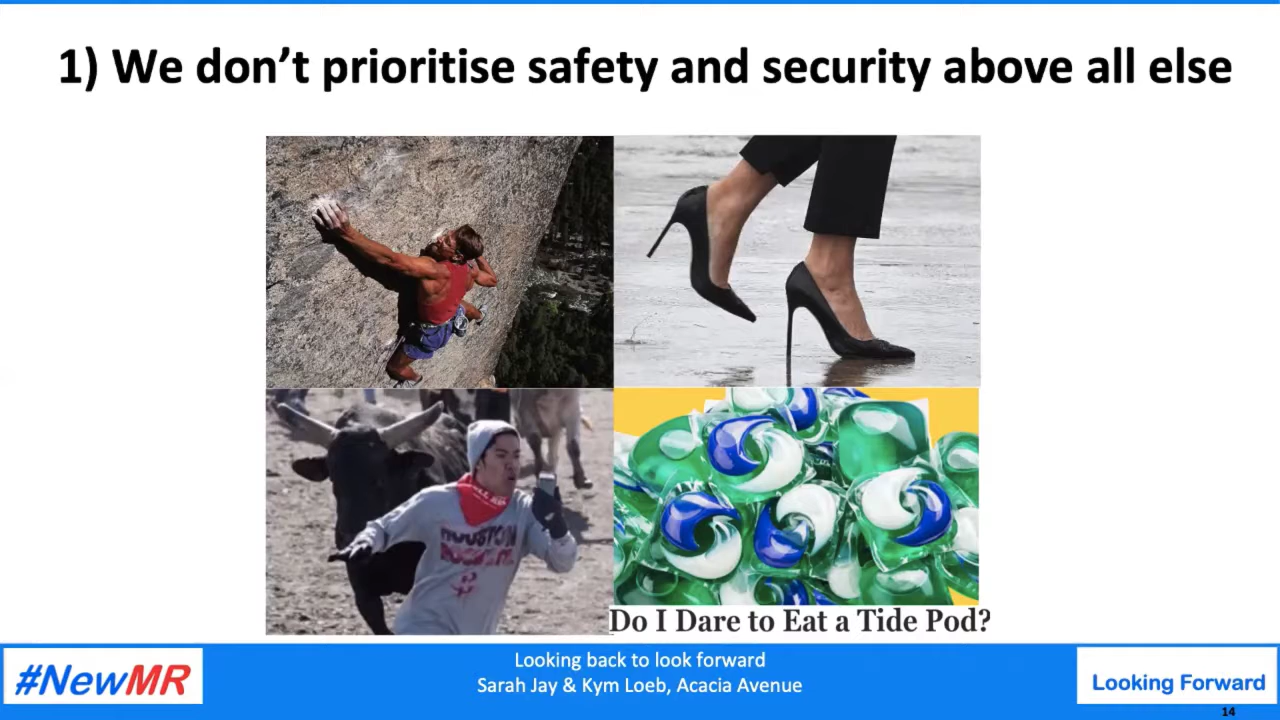 1) We don't prioritise safety and security above all else
Do I Dare to Eat a Tide Pod?
#NewMR
Looking back to look forward
Sarah Jay & Kym Loeb, Acacia Avenue
Looking Forward
14